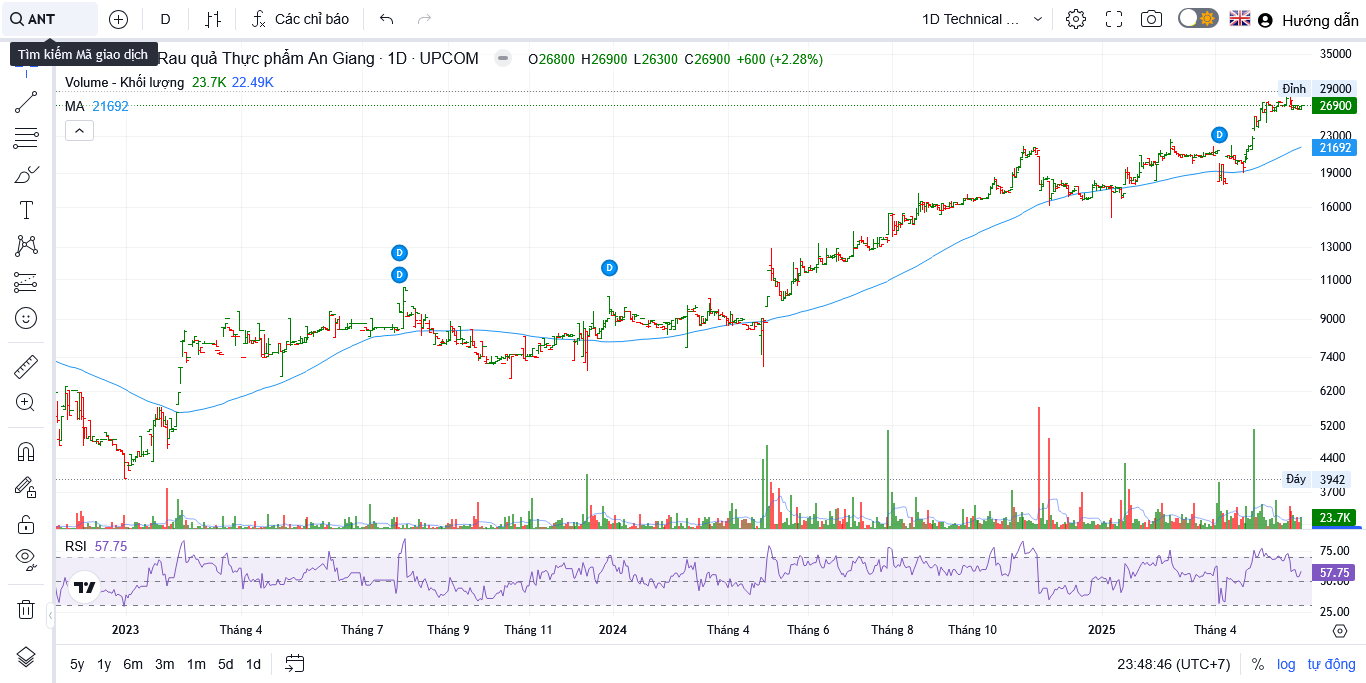 ANT
D
Các chỉ báo
1D Technical ...
Hướng dẫn
Tìm kiếm Mã giao dịch
Rau quả Thực phẩm An Giang · 1D · UPCOM
O26800 H26900 L26300 C26900 +600 (+2.28%)
Volume - Khối lượng 23.7K 22.49K
MA 21692
35000
Đỉnh 29000
26900
23000
21692
19000
16000
13000
11000
9000
7400
6200
5200
4400
Đáy 3942
3700
23.7K
D
D
D
D
RSI 57.75
75.00
57.75
50.00
25.00
2023 Tháng 4 Tháng 7 Tháng 9 Tháng 11 2024 Tháng 4 Tháng 6 Tháng 8 Tháng 10 2025 Tháng 4
5y 1y 6m 3m 1m 5d 1d
23:48:46 (UTC+7) % log tự động